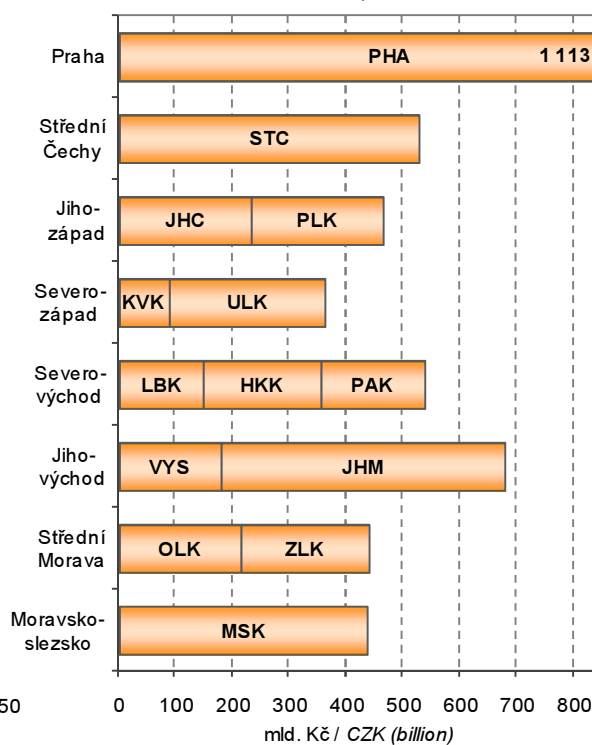 Praha
PHA
1 113
Střední
Čechy
STC
Jiho-
západ
JHC
PLK
Severo-
západ
KVK
ULK
Severo-
východ
LBK
HKK
PAK
Jiho-
východ
VYS
JHM
Střední
Morava
OLK
ZLK
Moravsko-
slezsko
MSK
50
0 100 200 300 400 500 600 700 800
mld. Kč / CZK (billion)